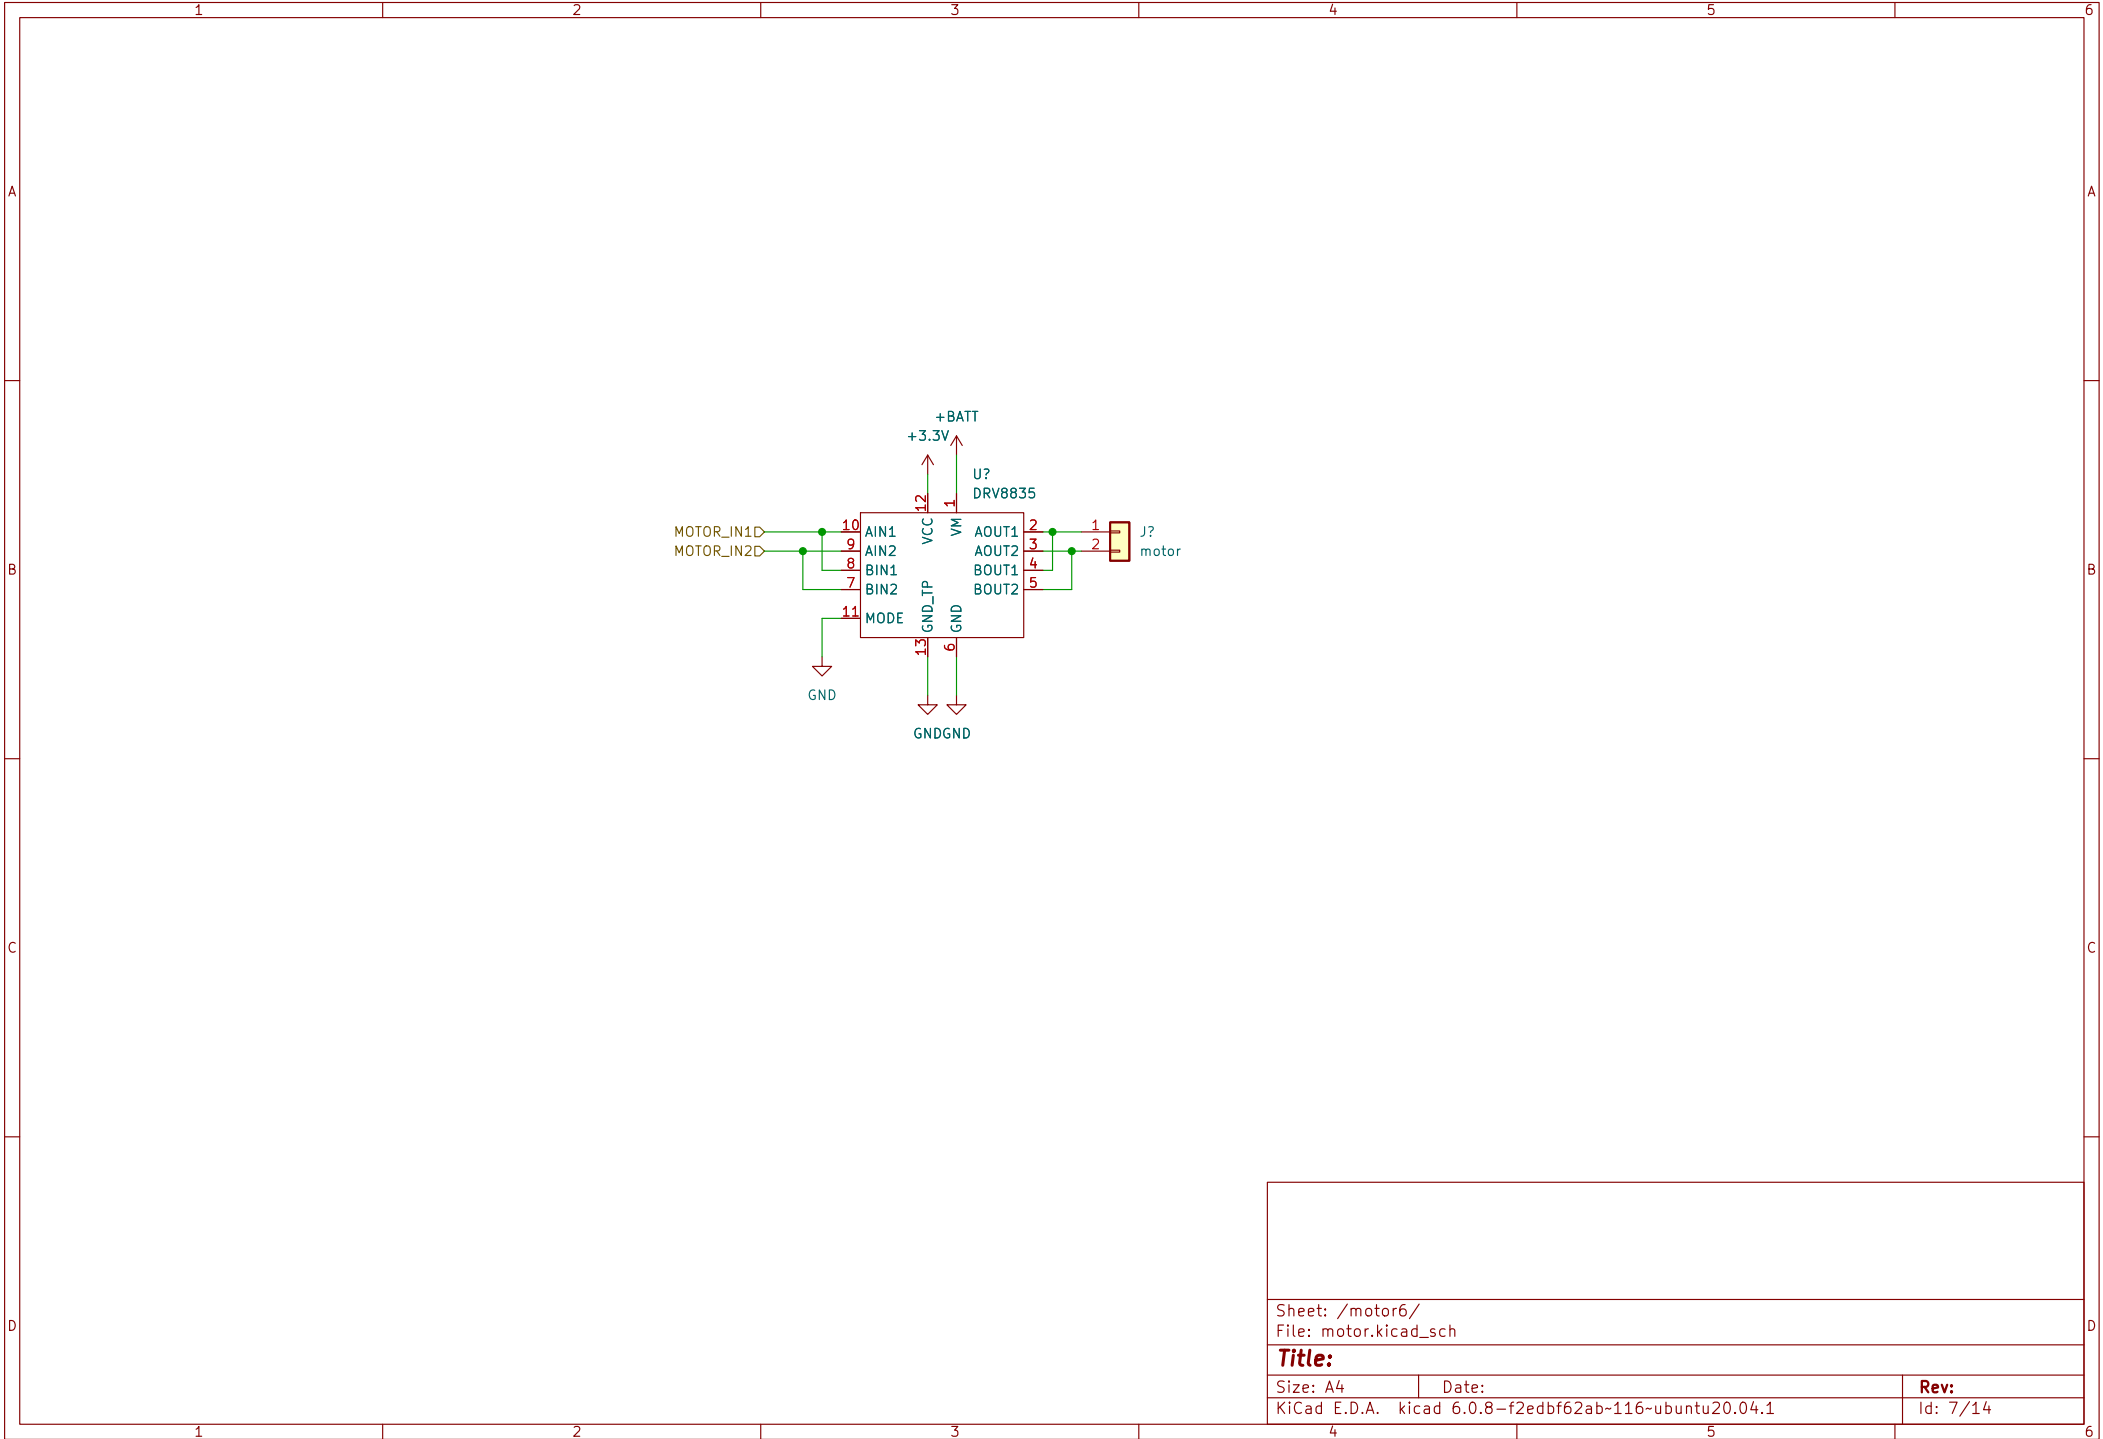 1 2 3 4 5 6
A A
+BATT
+3.3V
U?
DRV8835
12 1
VCC VM
MOTOR_IN1 10 AIN1 AOUT1 2 1 J?
MOTOR_IN2 9 AIN2 AOUT2 3 2 motor
B 8 BIN1 BOUT1 4 B
7 BIN2 BOUT2 5
11 MODE GND_TP GND
13 6
GND
GND GND
C C
Sheet: /motor6/
D D
File: motor.kicad_sch
Title:
Size: A4 Date: Rev:
KiCad E.D.A. kicad 6.0.8-f2edbf62ab~116~ubuntu20.04.1 Id: 7/14
1 2 3 4 5 6